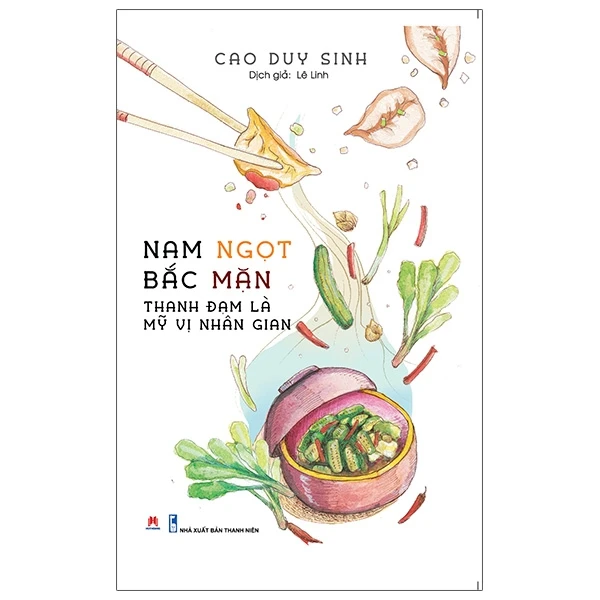 CAO DUY SINH
Dịch giả: Lê Linh
NAM NGỌT
BẮC MẶN
THANH ĐẠM LÀ
MỸ VỊ NHÂN GIAN
NHÀ XUẤT BẢN THANH NIÊN